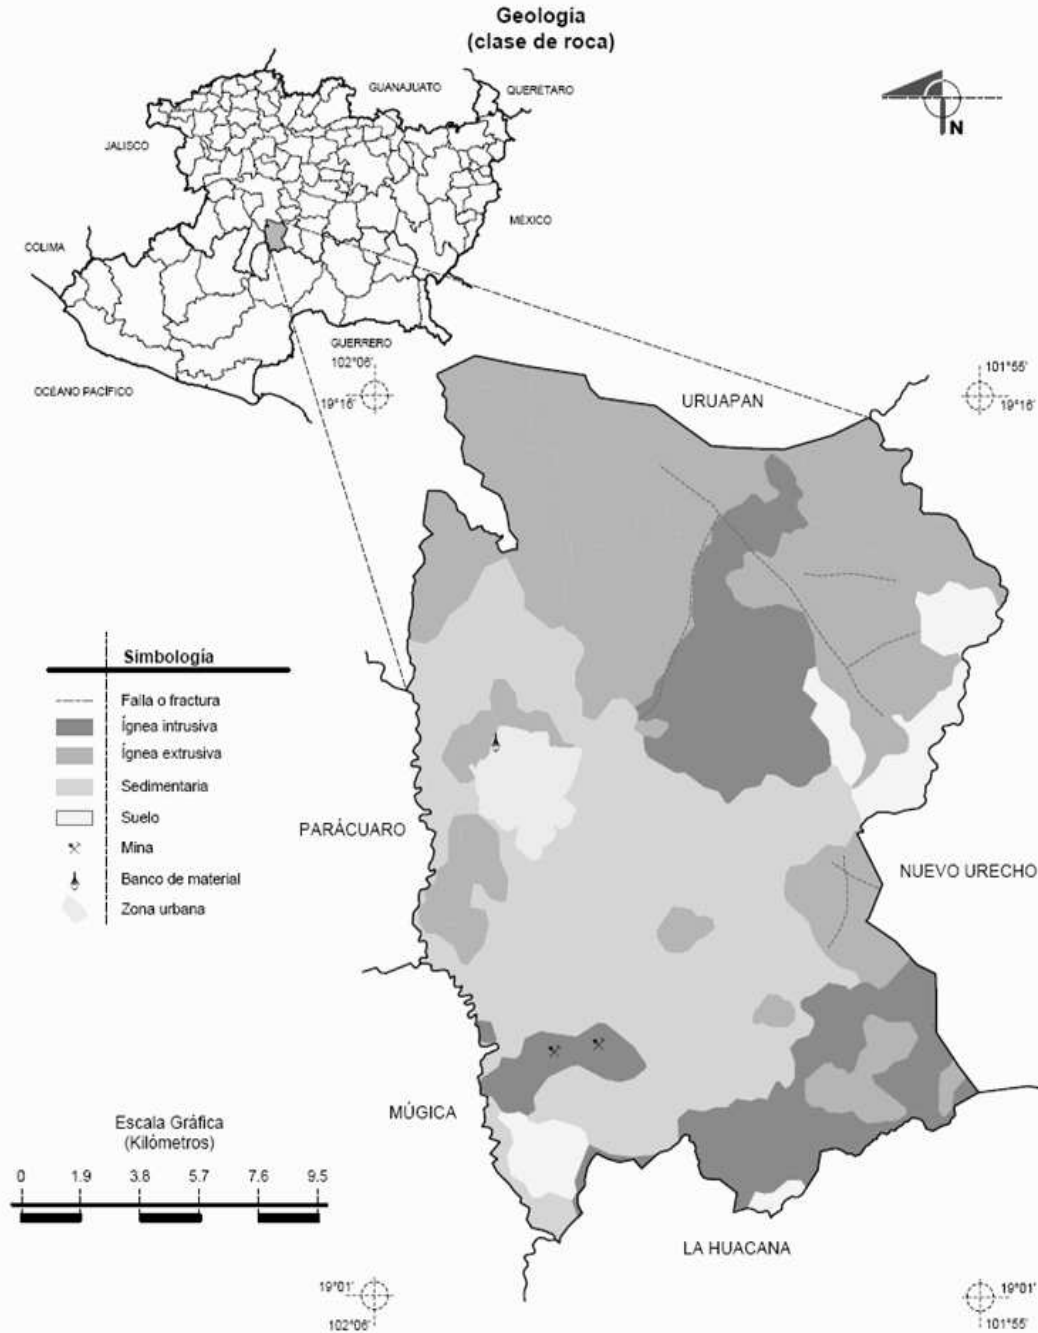 Geología
(clase de roca)
GUANAJUATO
QUERÉTARO
JALISCO
N
MÉXICO
COLIMA
GUERRERO
OCÉANO PACÍFICO
102°06'
19°16'
101°55'
19°16'
URUAPAN
Simbología
Falla o fractura
Ígnea intrusiva
Ígnea extrusiva
Sedimentaria
Suelo
Mina
Banco de material
Zona urbana
PARÁCUARO
NUEVO URECHO
MÚGICA
Escala Gráfica
(Kilómetros)
0 1.9 3.8 5.7 7.6 9.5
LA HUACANA
19°01'
102°06'
19°01'
101°55'